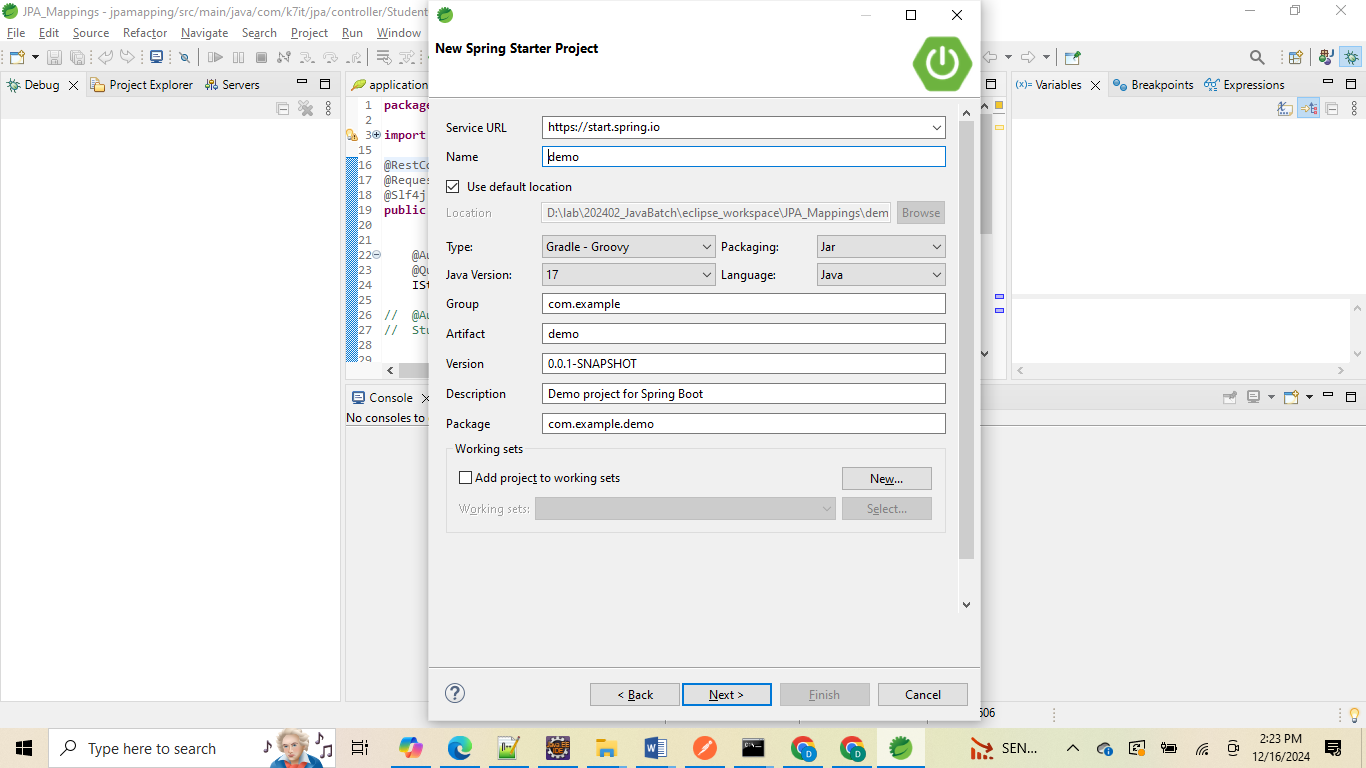 JPA_Mappings - jpamapping/src/main/java/com/k7it/jpa/controller/Student
File Edit Source Refactor Navigate Search Project Run Window
Debug Project Explorer Servers
application
1 package
2
3 import
15
16 @RestCo
17 @Reques
18 @Slf4j
19 public
20
21
22 @Au
23 @Qu
24 ISt
25
26 // @Au
27 // Stu
28
29
Console
No consoles to
New Spring Starter Project
Service URL https://start.spring.io
Name demo
Use default location
Location D:\lab\202402_JavaBatch\eclipse_workspace\JPA_Mappings\dem Browse
Type: Gradle - Groovy Packaging: Jar
Java Version: 17 Language: Java
Group com.example
Artifact demo
Version 0.0.1-SNAPSHOT
Description Demo project for Spring Boot
Package com.example.demo
Working sets
Add project to working sets New...
Working sets: Select...
< Back Next > Finish Cancel
(x)= Variables Breakpoints Expressions
506
Type here to search
SEN...
2:23 PM
12/16/2024